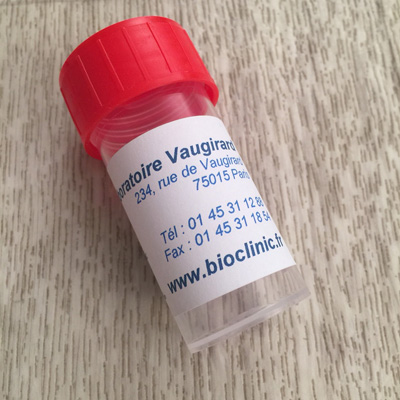 oratoire Vaugirard
234, rue de Vaugirard
75015 Paris
Tél : 01 45 31 12 88
Fax : 01 45 31 18 54
www.bioclinic.fr